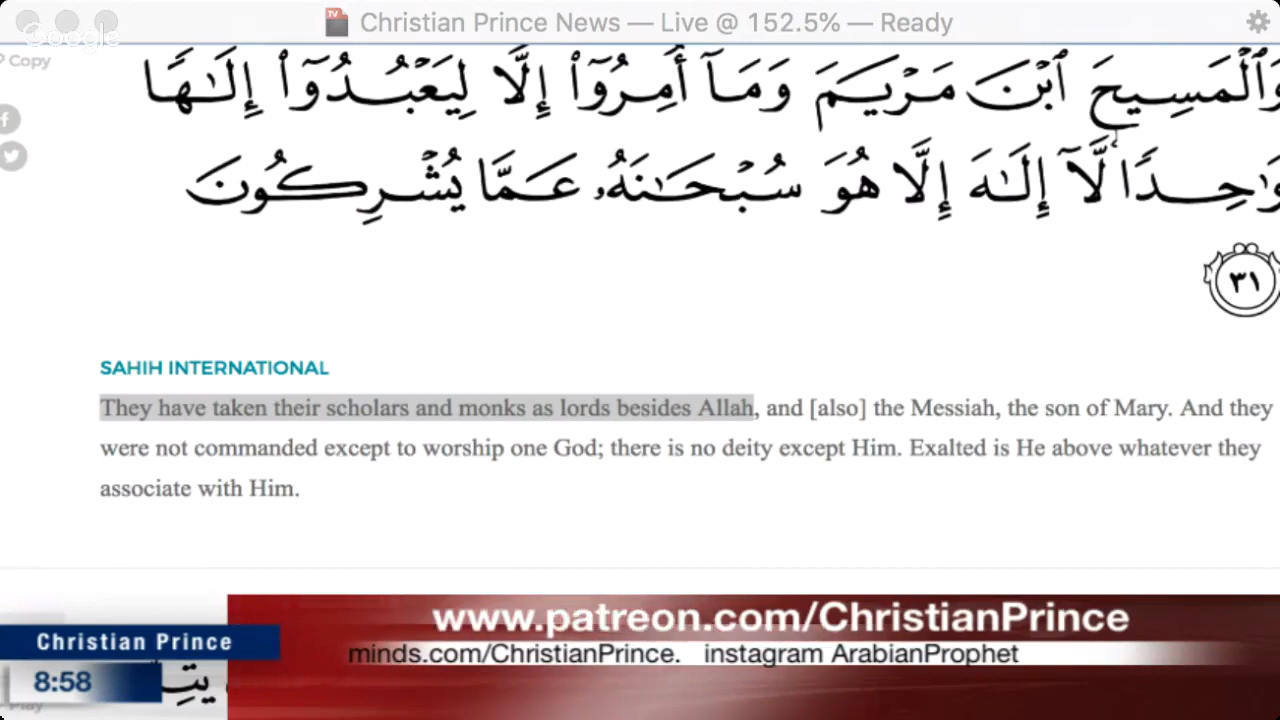 Google
Christian Prince News — Live @ 152.5% — Ready
Copy
وَٱلْمَسِيحَ ٱبْنَ مَرْيَمَ وَمَآ أُمِرُوٓا۟ إِلَّا لِيَعْبُدُوٓا۟ إِلَـٰهًا
وَٰحِدًا لَّآ إِلَـٰهَ إِلَّا هُوَ سُبْحَـٰنَهُۥ عَمَّا يُشْرِكُونَ
٣١
SAHIH INTERNATIONAL
They have taken their scholars and monks as lords besides Allah, and [also] the Messiah, the son of Mary. And they
were not commanded except to worship one God; there is no deity except Him. Exalted is He above whatever they
associate with Him.
www.patreon.com/ChristianPrince
Christian Prince
minds.com/ChristianPrince. instagram ArabianProphet
8:58
Play